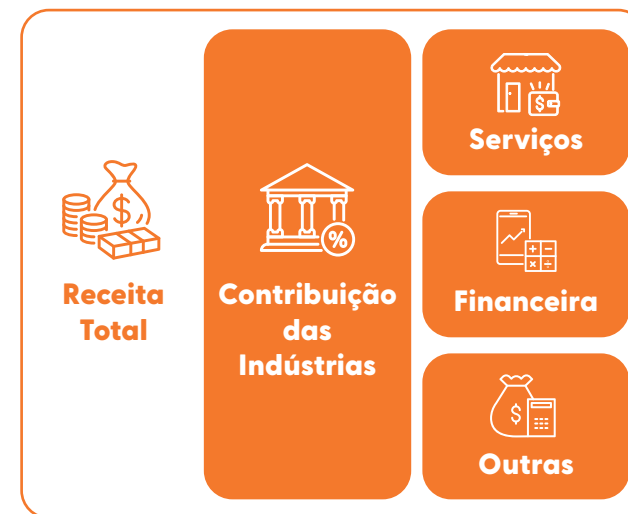 Receita
Total
Contribuição
das
Indústrias
Serviços
Financeira
Outras